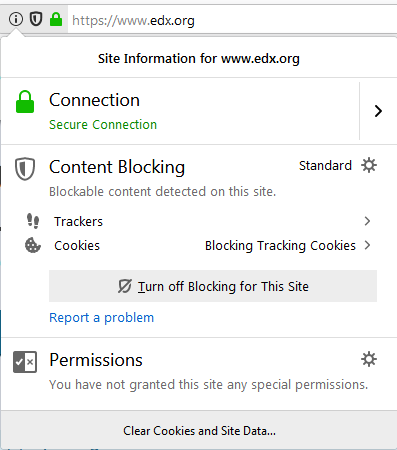 https://www.edx.org
Site Information for www.edx.org
Connection
Secure Connection
Content Blocking
Standard
Blockable content detected on this site.
Trackers
Cookies
Blocking Tracking Cookies
Turn off Blocking for This Site
Report a problem
Permissions
You have not granted this site any special permissions.
Clear Cookies and Site Data...